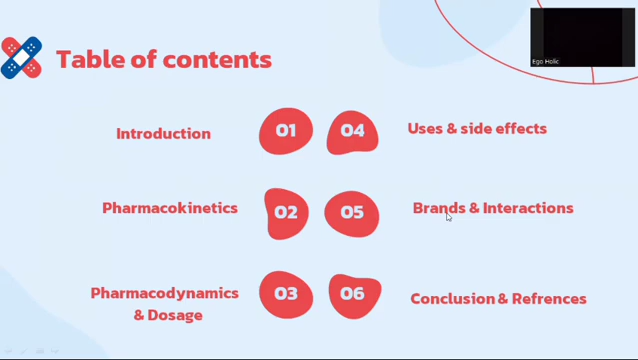 Ego Holic
Table of contents
Introduction
01
Pharmacokinetics
02
Pharmacodynamics
& Dosage
03
04
Uses & side effects
05
Brands & Interactions
06
Conclusion & Refrences